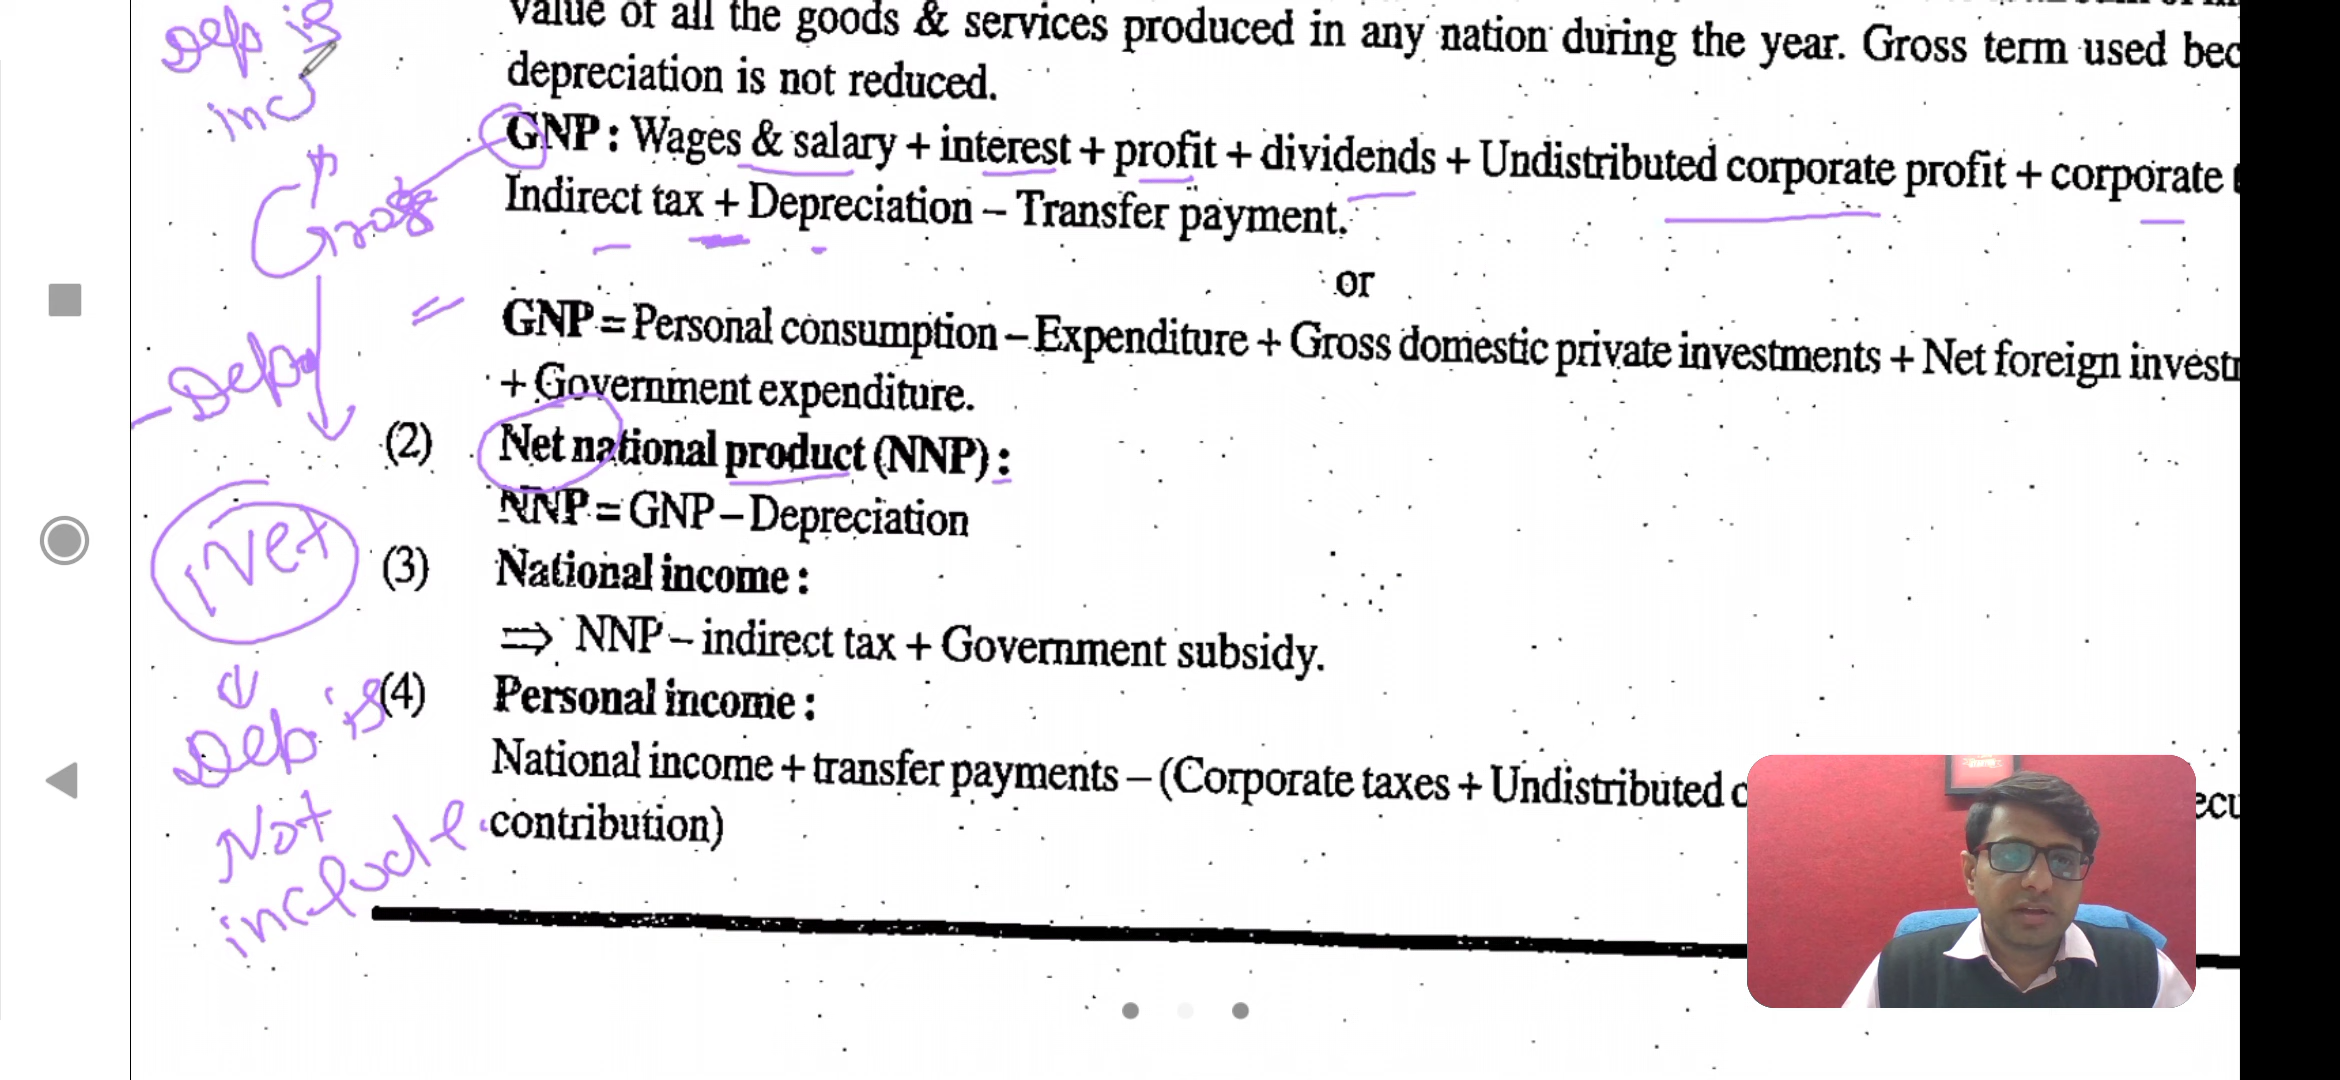 Dep is
inc
value of all the goods & services produced in any nation during the year. Gross term used bec
depreciation is not reduced.
GNP : Wages & salary + interest + profit + dividends + Undistributed corporate profit + corporate t
Gross
Indirect tax + Depreciation – Transfer payment.
or
GNP = Personal consumption – Expenditure + Gross domestic private investments + Net foreign invest
– Dep
+ Government expenditure.
(2) Net national product (NNP) :
NNP = GNP – Depreciation
Net
(3) National income :
⇒ NNP – indirect tax + Government subsidy.
(4) Personal income :
Dep is
National income + transfer payments – (Corporate taxes + Undistributed c ecu
Not
include
contribution)